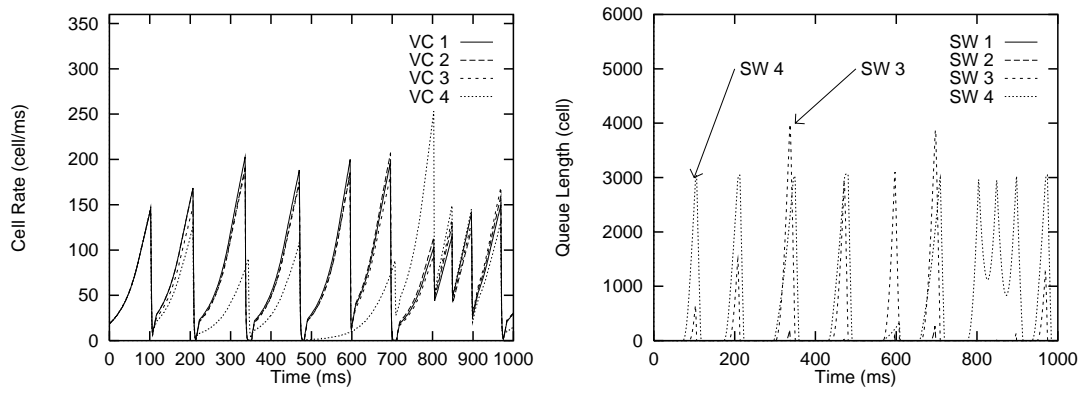 350
300
250
200
150
100
50
0
Cell Rate (cell/ms)
VC 1
VC 2
VC 3
VC 4
0 100 200 300 400 500 600 700 800 900 1000
Time (ms)
6000
5000
4000
3000
2000
1000
0
Queue Length (cell)
SW 4
SW 3
SW 1
SW 2
SW 3
SW 4
0 200 400 600 800 1000
Time (ms)